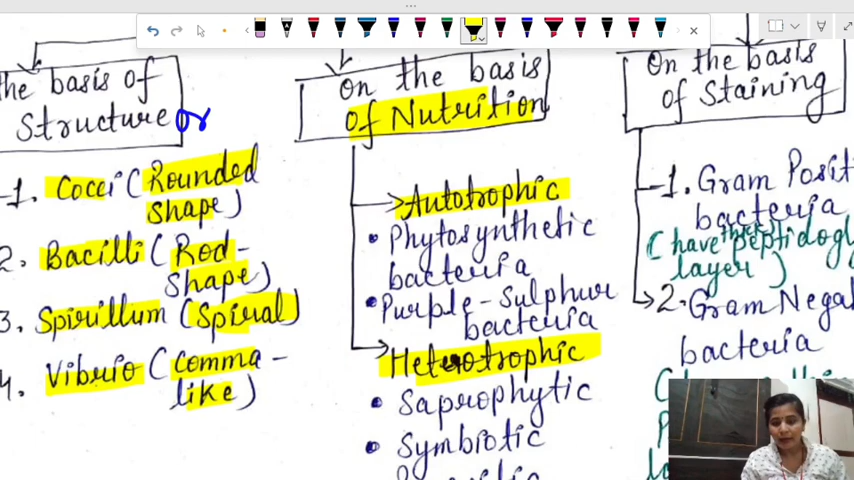 the basis of
Structure or
1. Cocci (Rounded
shape)
2. Bacilli (Rod-
shape)
3. Spirillum (Spiral)
4. Vibrio (comma-
like)
On the basis
of Nutrition
Autotrophic
• Phytosynthetic
bacteria
• Purple-Sulphur
bacteria
Heterotrophic
• Saprophytic
• Symbiotic
On the basis
of Staining
1. Gram Posit
bacteria
(have thick peptidogl
layer)
2. Gram Negat
bacteria